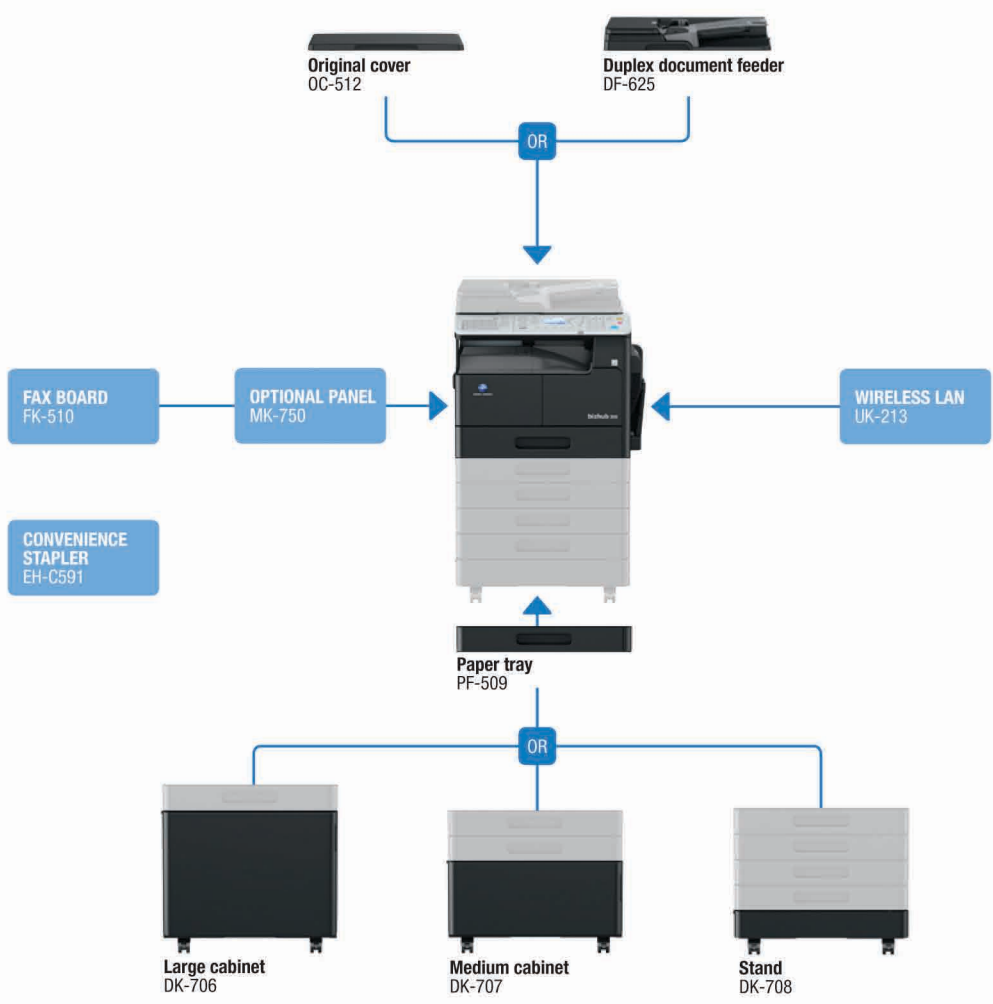 Original cover
OC-512
Duplex document feeder
DF-625
OR
FAX BOARD
FK-510
OPTIONAL PANEL
MK-750
bizhub
WIRELESS LAN
UK-213
CONVENIENCE
STAPLER
EH-C591
Paper tray
PF-509
OR
Large cabinet
DK-706
Medium cabinet
DK-707
Stand
DK-708